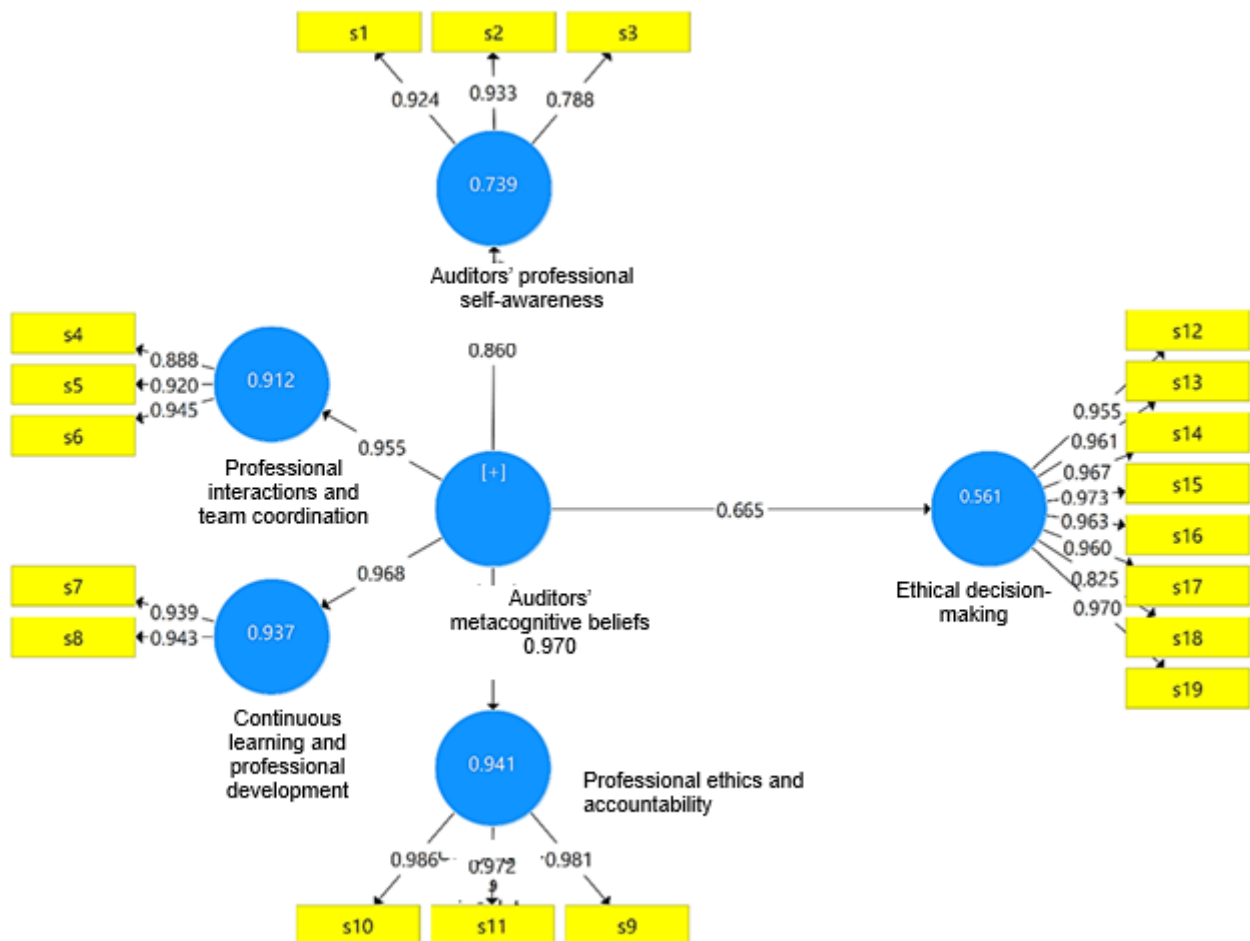 s1
s2
s3
0.924
0.933
0.788
0.739
Auditors’ professional
self-awareness
0.860
s4
s5
s6
0.888
0.920
0.945
0.912
Professional
interactions and
team coordination
0.955
[+]
0.665
0.561
Ethical decision-
making
s12
s13
s14
s15
s16
s17
s18
s19
0.955
0.961
0.967
0.973
0.963
0.960
0.825
0.970
s7
s8
0.939
0.943
0.937
0.968
Continuous
learning and
professional
development
Auditors’
metacognitive beliefs
0.970
0.941
Professional ethics and
accountability
0.986
0.972
0.981
s10
s11
s9